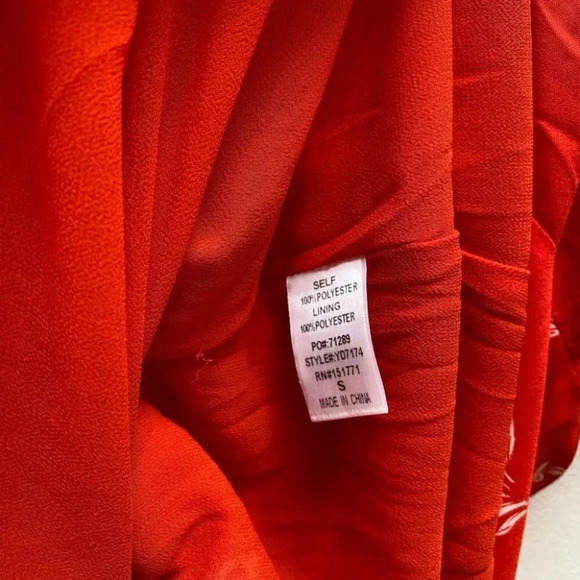 SELF
100%POLYESTER
LINING
100%POLYESTER
PO#:71289
STYLE#:YD7174
RN#151771
S
MADE IN CHINA